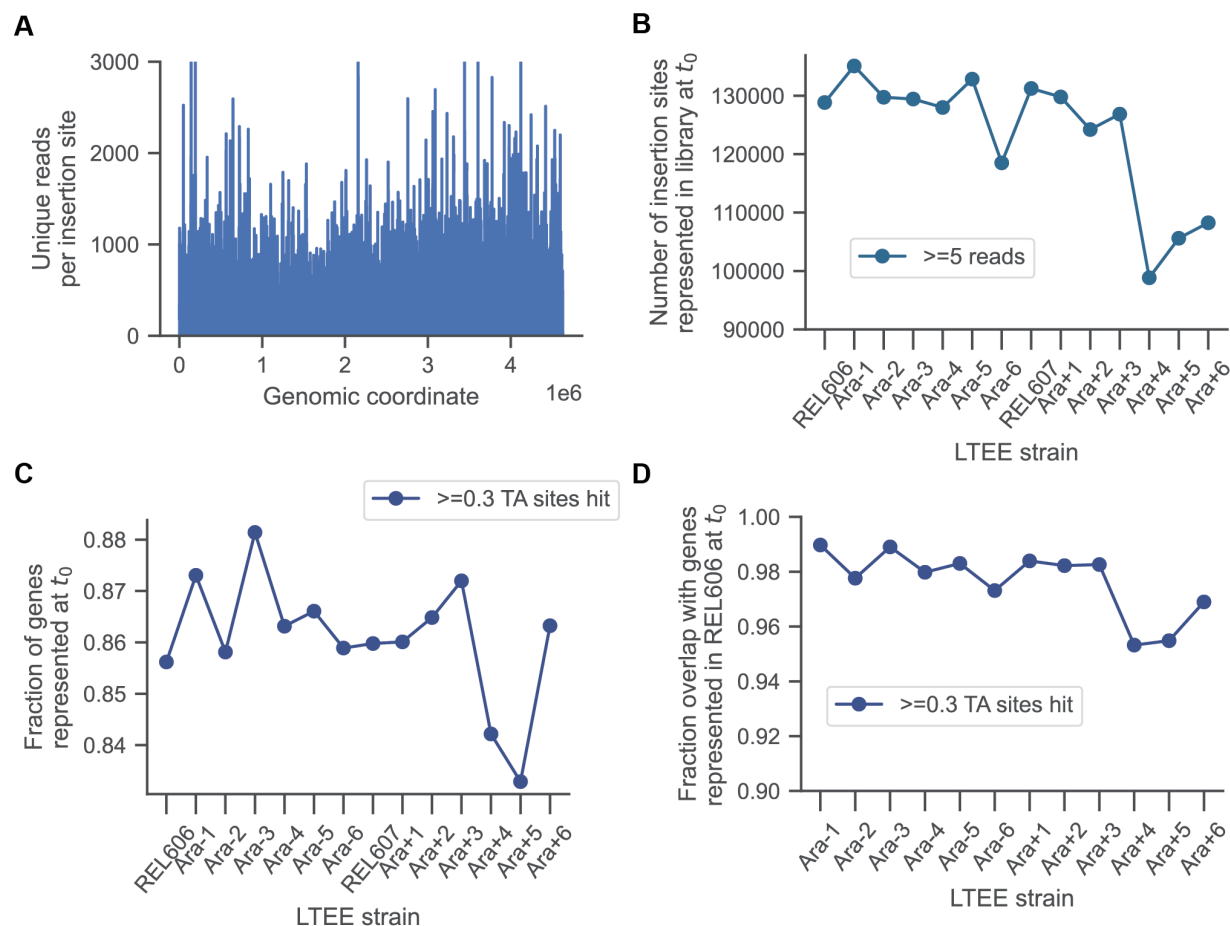 A
Unique reads
per insertion site
3000
2000
1000
0
0
1
2
3
4
Genomic coordinate
1e6
B
Number of insertion sites
represented in library at t₀
130000
120000
110000
100000
90000
>=5 reads
REL606
Ara-1
Ara-2
Ara-3
Ara-4
Ara-5
Ara-6
REL607
Ara+1
Ara+2
Ara+3
Ara+4
Ara+5
Ara+6
LTEE strain
C
>=0.3 TA sites hit
Fraction of genes
represented at t₀
0.88
0.87
0.86
0.85
0.84
REL606
Ara-1
Ara-2
Ara-3
Ara-4
Ara-5
Ara-6
REL607
Ara+1
Ara+2
Ara+3
Ara+4
Ara+5
Ara+6
LTEE strain
D
Fraction overlap with genes
represented in REL606 at t₀
1.00
0.98
0.96
0.94
0.92
0.90
>=0.3 TA sites hit
Ara-1
Ara-2
Ara-3
Ara-4
Ara-5
Ara-6
Ara+1
Ara+2
Ara+3
Ara+4
Ara+5
Ara+6
LTEE strain